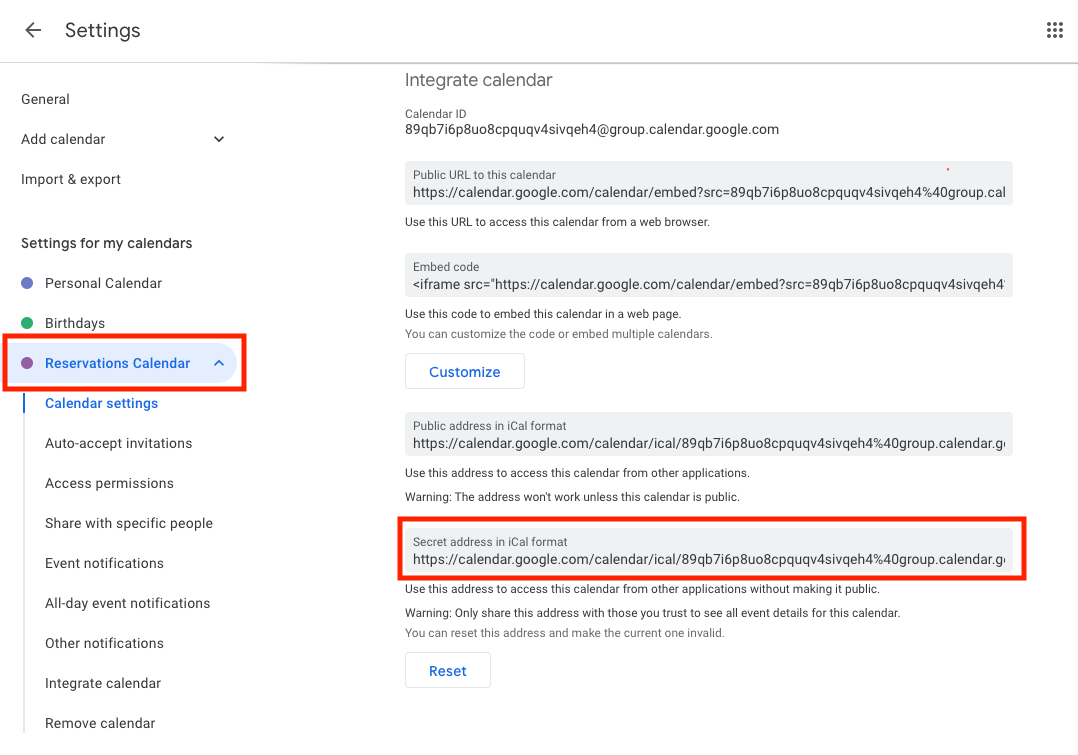 Settings
General
Add calendar
Import & export
Settings for my calendars
Personal Calendar
Birthdays
Reservations Calendar
Calendar settings
Auto-accept invitations
Access permissions
Share with specific people
Event notifications
All-day event notifications
Other notifications
Integrate calendar
Remove calendar
Integrate calendar
Calendar ID
89qb7i6p8uo8cpquqv4sivqeh4@group.calendar.google.com
Public URL to this calendar
https://calendar.google.com/calendar/embed?src=89qb7i6p8uo8cpquqv4sivqeh4%40group.cal
Use this URL to access this calendar from a web browser.
Embed code
<iframe src="https://calendar.google.com/calendar/embed?src=89qb7i6p8uo8cpquqv4sivqeh4
Use this code to embed this calendar in a web page.
You can customize the code or embed multiple calendars.
Customize
Public address in iCal format
https://calendar.google.com/calendar/ical/89qb7i6p8uo8cpquqv4sivqeh4%40group.calendar.g
Use this address to access this calendar from other applications.
Warning: The address won't work unless this calendar is public.
Secret address in iCal format
https://calendar.google.com/calendar/ical/89qb7i6p8uo8cpquqv4sivqeh4%40group.calendar.g
Use this address to access this calendar from other applications without making it public.
Warning: Only share this address with those you trust to see all event details for this calendar.
You can reset this address and make the current one invalid.
Reset